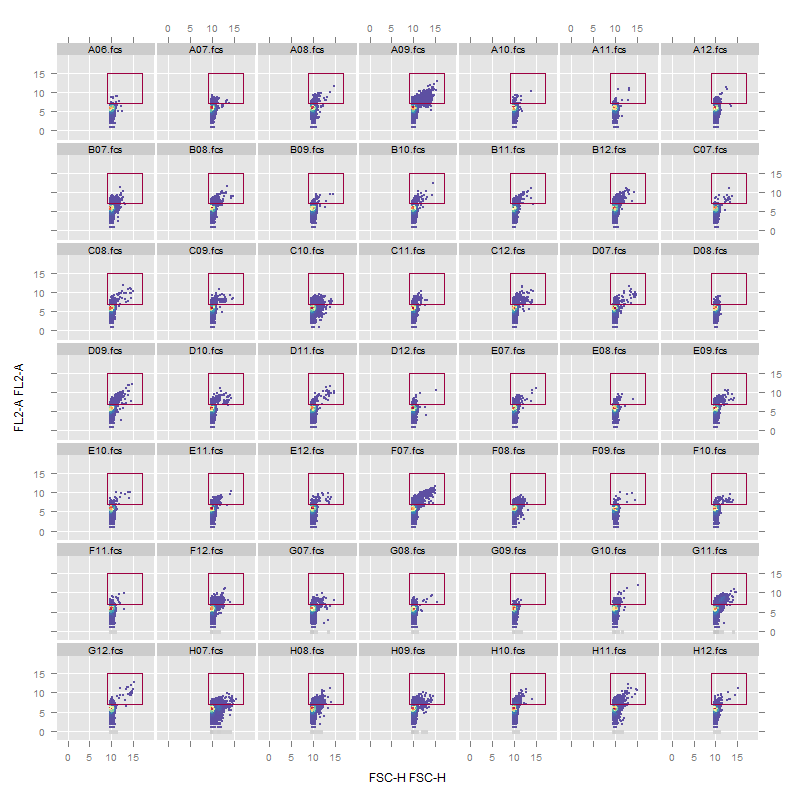 0 5 10 15 0 5 10 15 0 5 10 15
A06.fcs A07.fcs A08.fcs A09.fcs A10.fcs A11.fcs A12.fcs
15
10
5
0
B07.fcs B08.fcs B09.fcs B10.fcs B11.fcs B12.fcs C07.fcs
15
10
5
0
C08.fcs C09.fcs C10.fcs C11.fcs C12.fcs D07.fcs D08.fcs
15
10
5
0
D09.fcs D10.fcs D11.fcs D12.fcs E07.fcs E08.fcs E09.fcs
15
10
5
0
E10.fcs E11.fcs E12.fcs F07.fcs F08.fcs F09.fcs F10.fcs
15
10
5
0
F11.fcs F12.fcs G07.fcs G08.fcs G09.fcs G10.fcs G11.fcs
15
10
5
0
G12.fcs H07.fcs H08.fcs H09.fcs H10.fcs H11.fcs H12.fcs
15
10
5
0
0 5 10 15 0 5 10 15 0 5 10 15 0 5 10 15
FL2-A FL2-A
FSC-H FSC-H